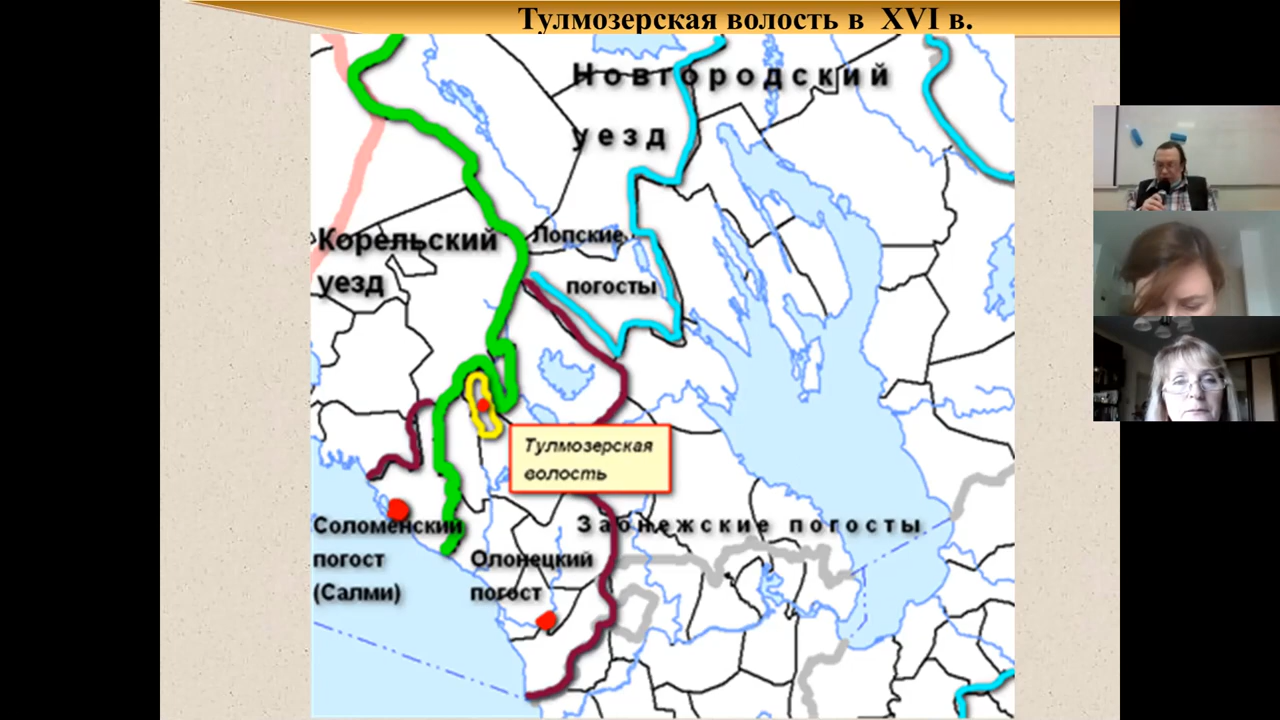 Тулмозерская волость в XVI в.
Новгородский
уезд
Корельский
уезд
Лопские
погосты
Тулмозерская
волость
Заонежские погосты
Соломенский
погост
(Салми)
Олонецкий
погост